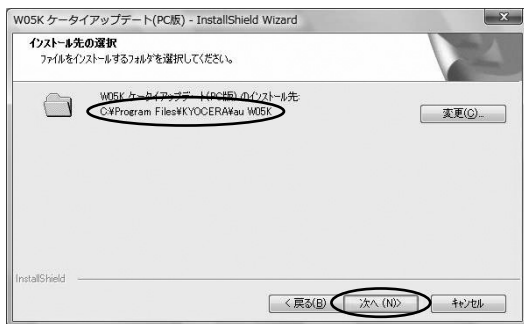 W05K ケータイアップデート(PC版) - InstallShield Wizard
インストール先の選択
ファイルをインストールするフォルダを選択してください。
W05K ケータイアップデート(PC版) のインストール先:
C:¥Program Files¥KYOCERA¥au W05K
変更(C)...
InstallShield
< 戻る(B)
次へ (N)>
キャンセル